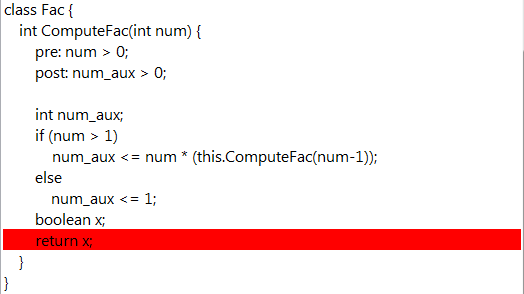 class Fac {
int ComputeFac(int num) {
pre: num > 0;
post: num_aux > 0;
int num_aux;
if (num > 1)
num_aux <= num * (this.ComputeFac(num-1));
else
num_aux <= 1;
boolean x;
return x;
}
}